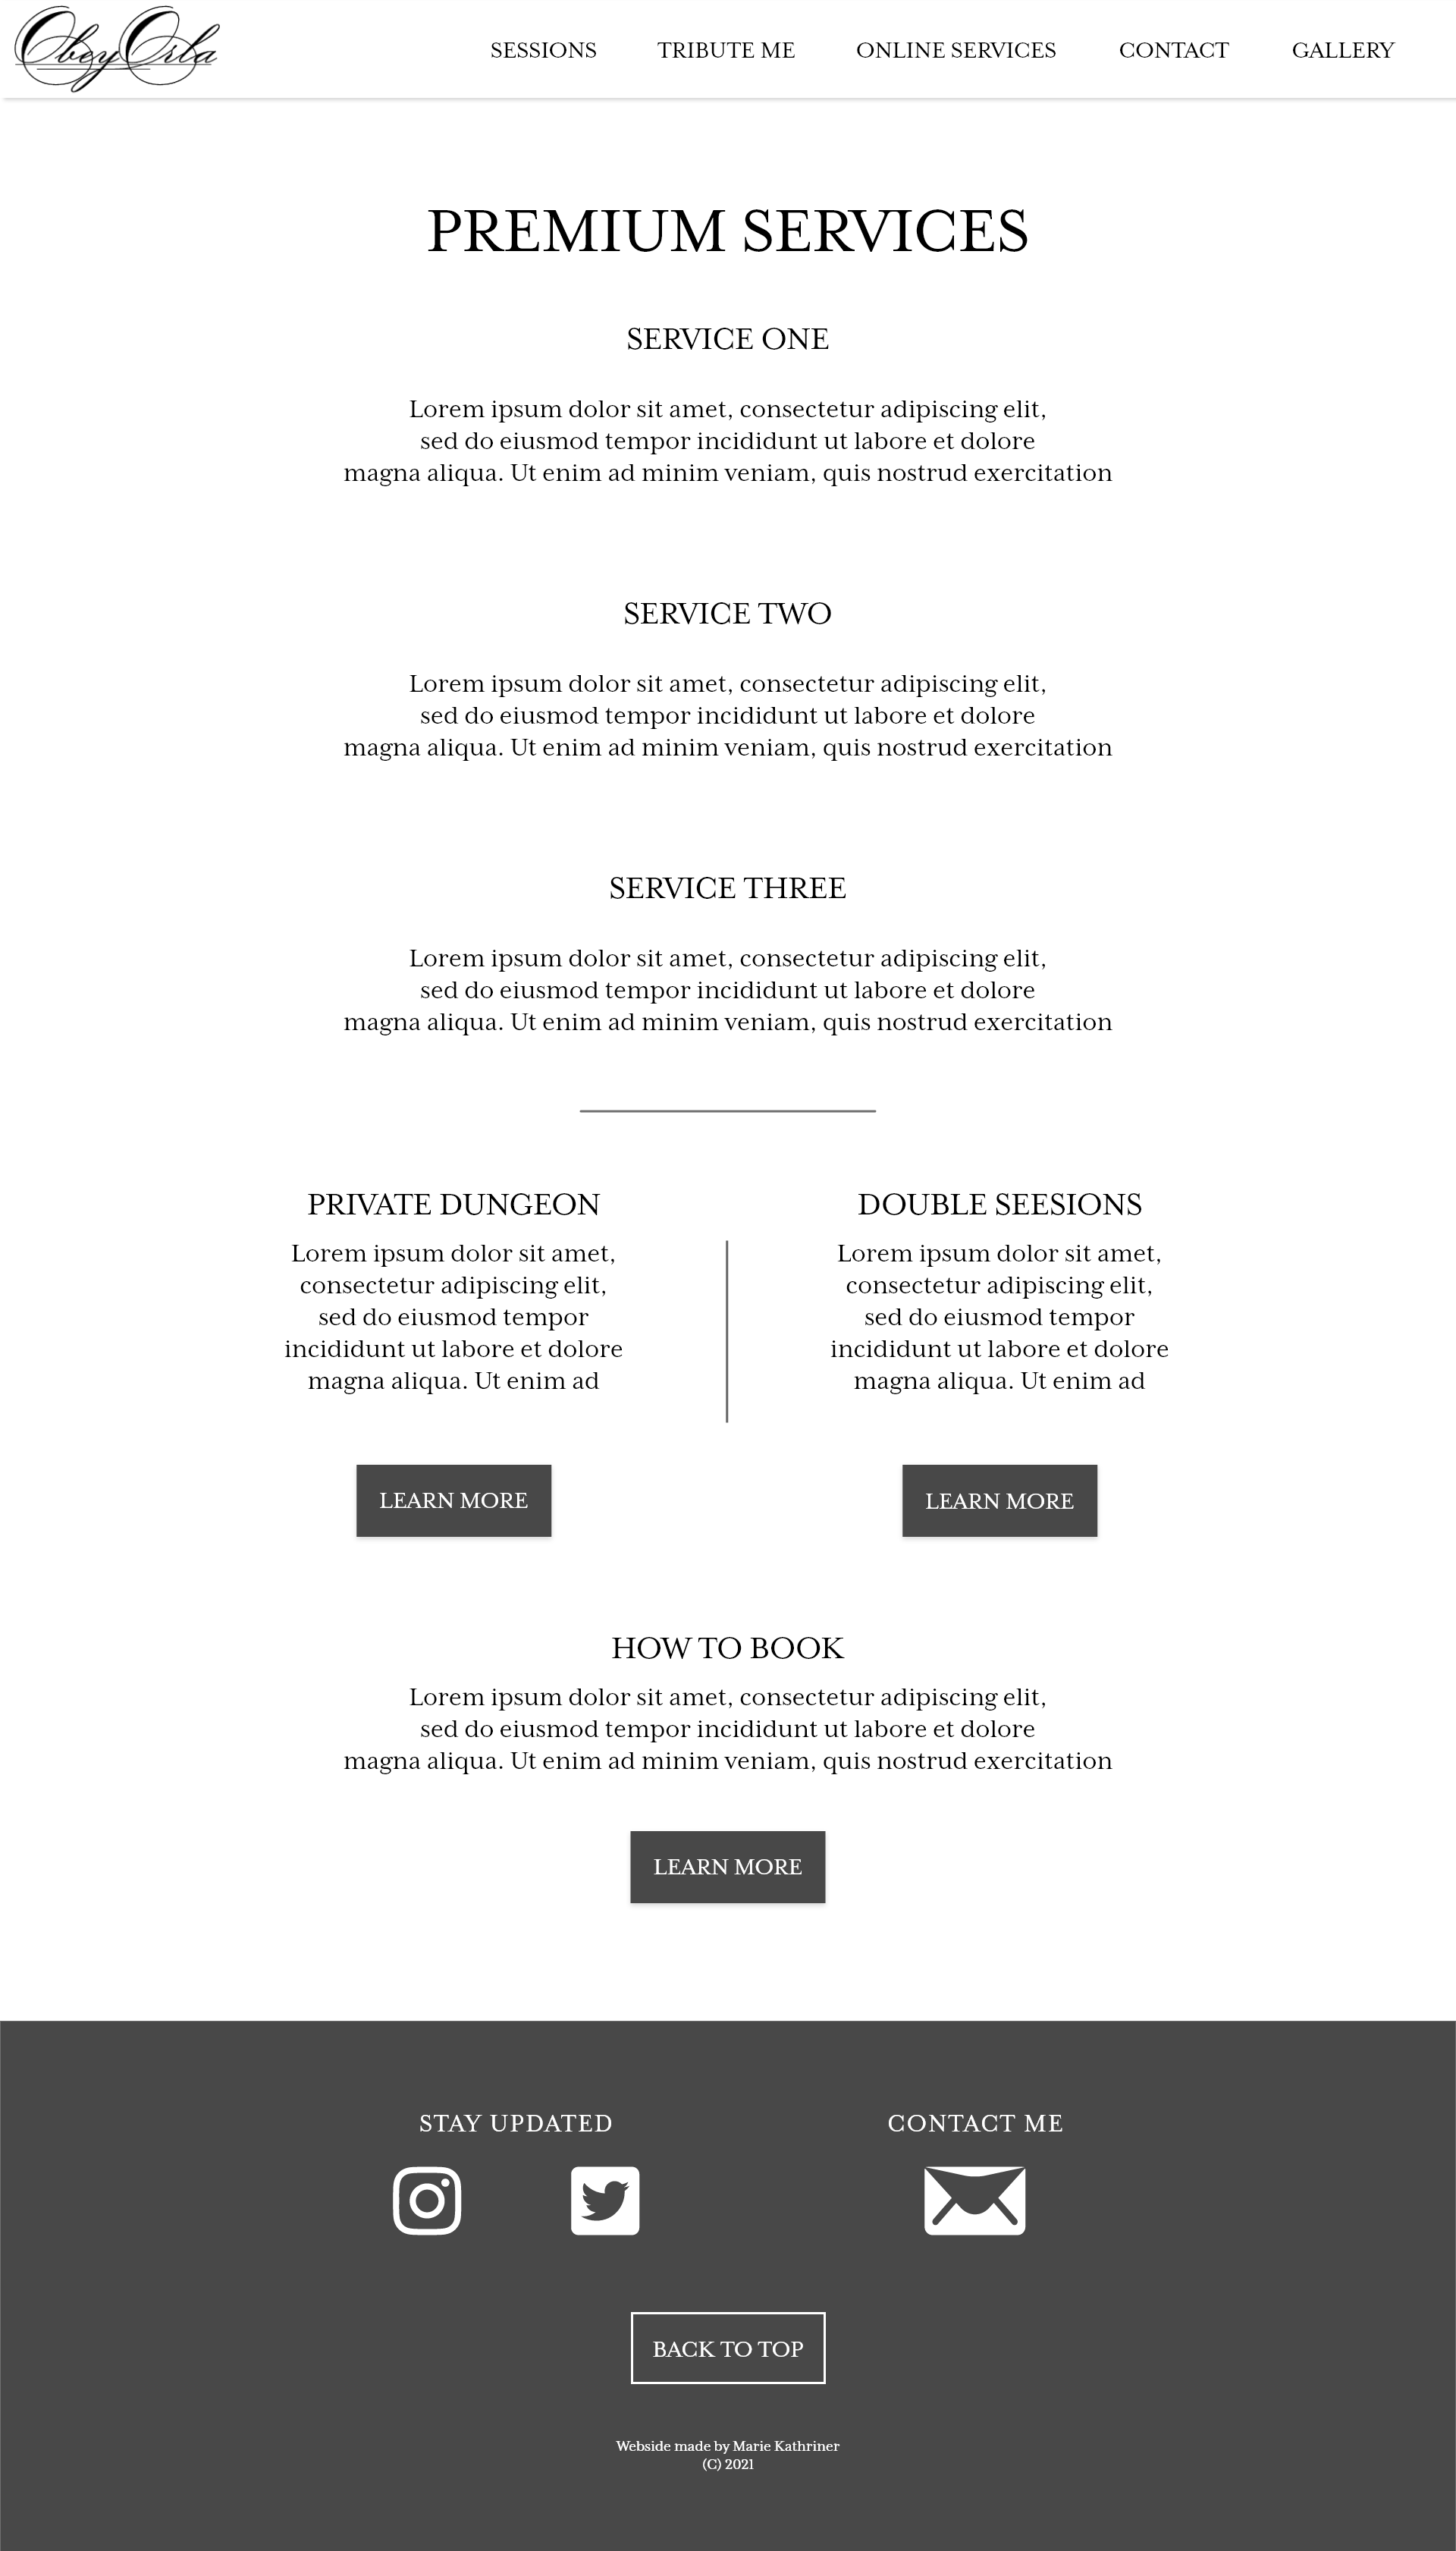 ObeyOrla
SESSIONS TRIBUTE ME ONLINE SERVICES CONTACT GALLERY
PREMIUM SERVICES
SERVICE ONE
Lorem ipsum dolor sit amet, consectetur adipiscing elit,
sed do eiusmod tempor incididunt ut labore et dolore
magna aliqua. Ut enim ad minim veniam, quis nostrud exercitation
SERVICE TWO
Lorem ipsum dolor sit amet, consectetur adipiscing elit,
sed do eiusmod tempor incididunt ut labore et dolore
magna aliqua. Ut enim ad minim veniam, quis nostrud exercitation
SERVICE THREE
Lorem ipsum dolor sit amet, consectetur adipiscing elit,
sed do eiusmod tempor incididunt ut labore et dolore
magna aliqua. Ut enim ad minim veniam, quis nostrud exercitation
PRIVATE DUNGEON
Lorem ipsum dolor sit amet,
consectetur adipiscing elit,
sed do eiusmod tempor
incididunt ut labore et dolore
magna aliqua. Ut enim ad
LEARN MORE
DOUBLE SEESIONS
Lorem ipsum dolor sit amet,
consectetur adipiscing elit,
sed do eiusmod tempor
incididunt ut labore et dolore
magna aliqua. Ut enim ad
LEARN MORE
HOW TO BOOK
Lorem ipsum dolor sit amet, consectetur adipiscing elit,
sed do eiusmod tempor incididunt ut labore et dolore
magna aliqua. Ut enim ad minim veniam, quis nostrud exercitation
LEARN MORE
STAY UPDATED
CONTACT ME
BACK TO TOP
Webside made by Marie Kathriner
(C) 2021